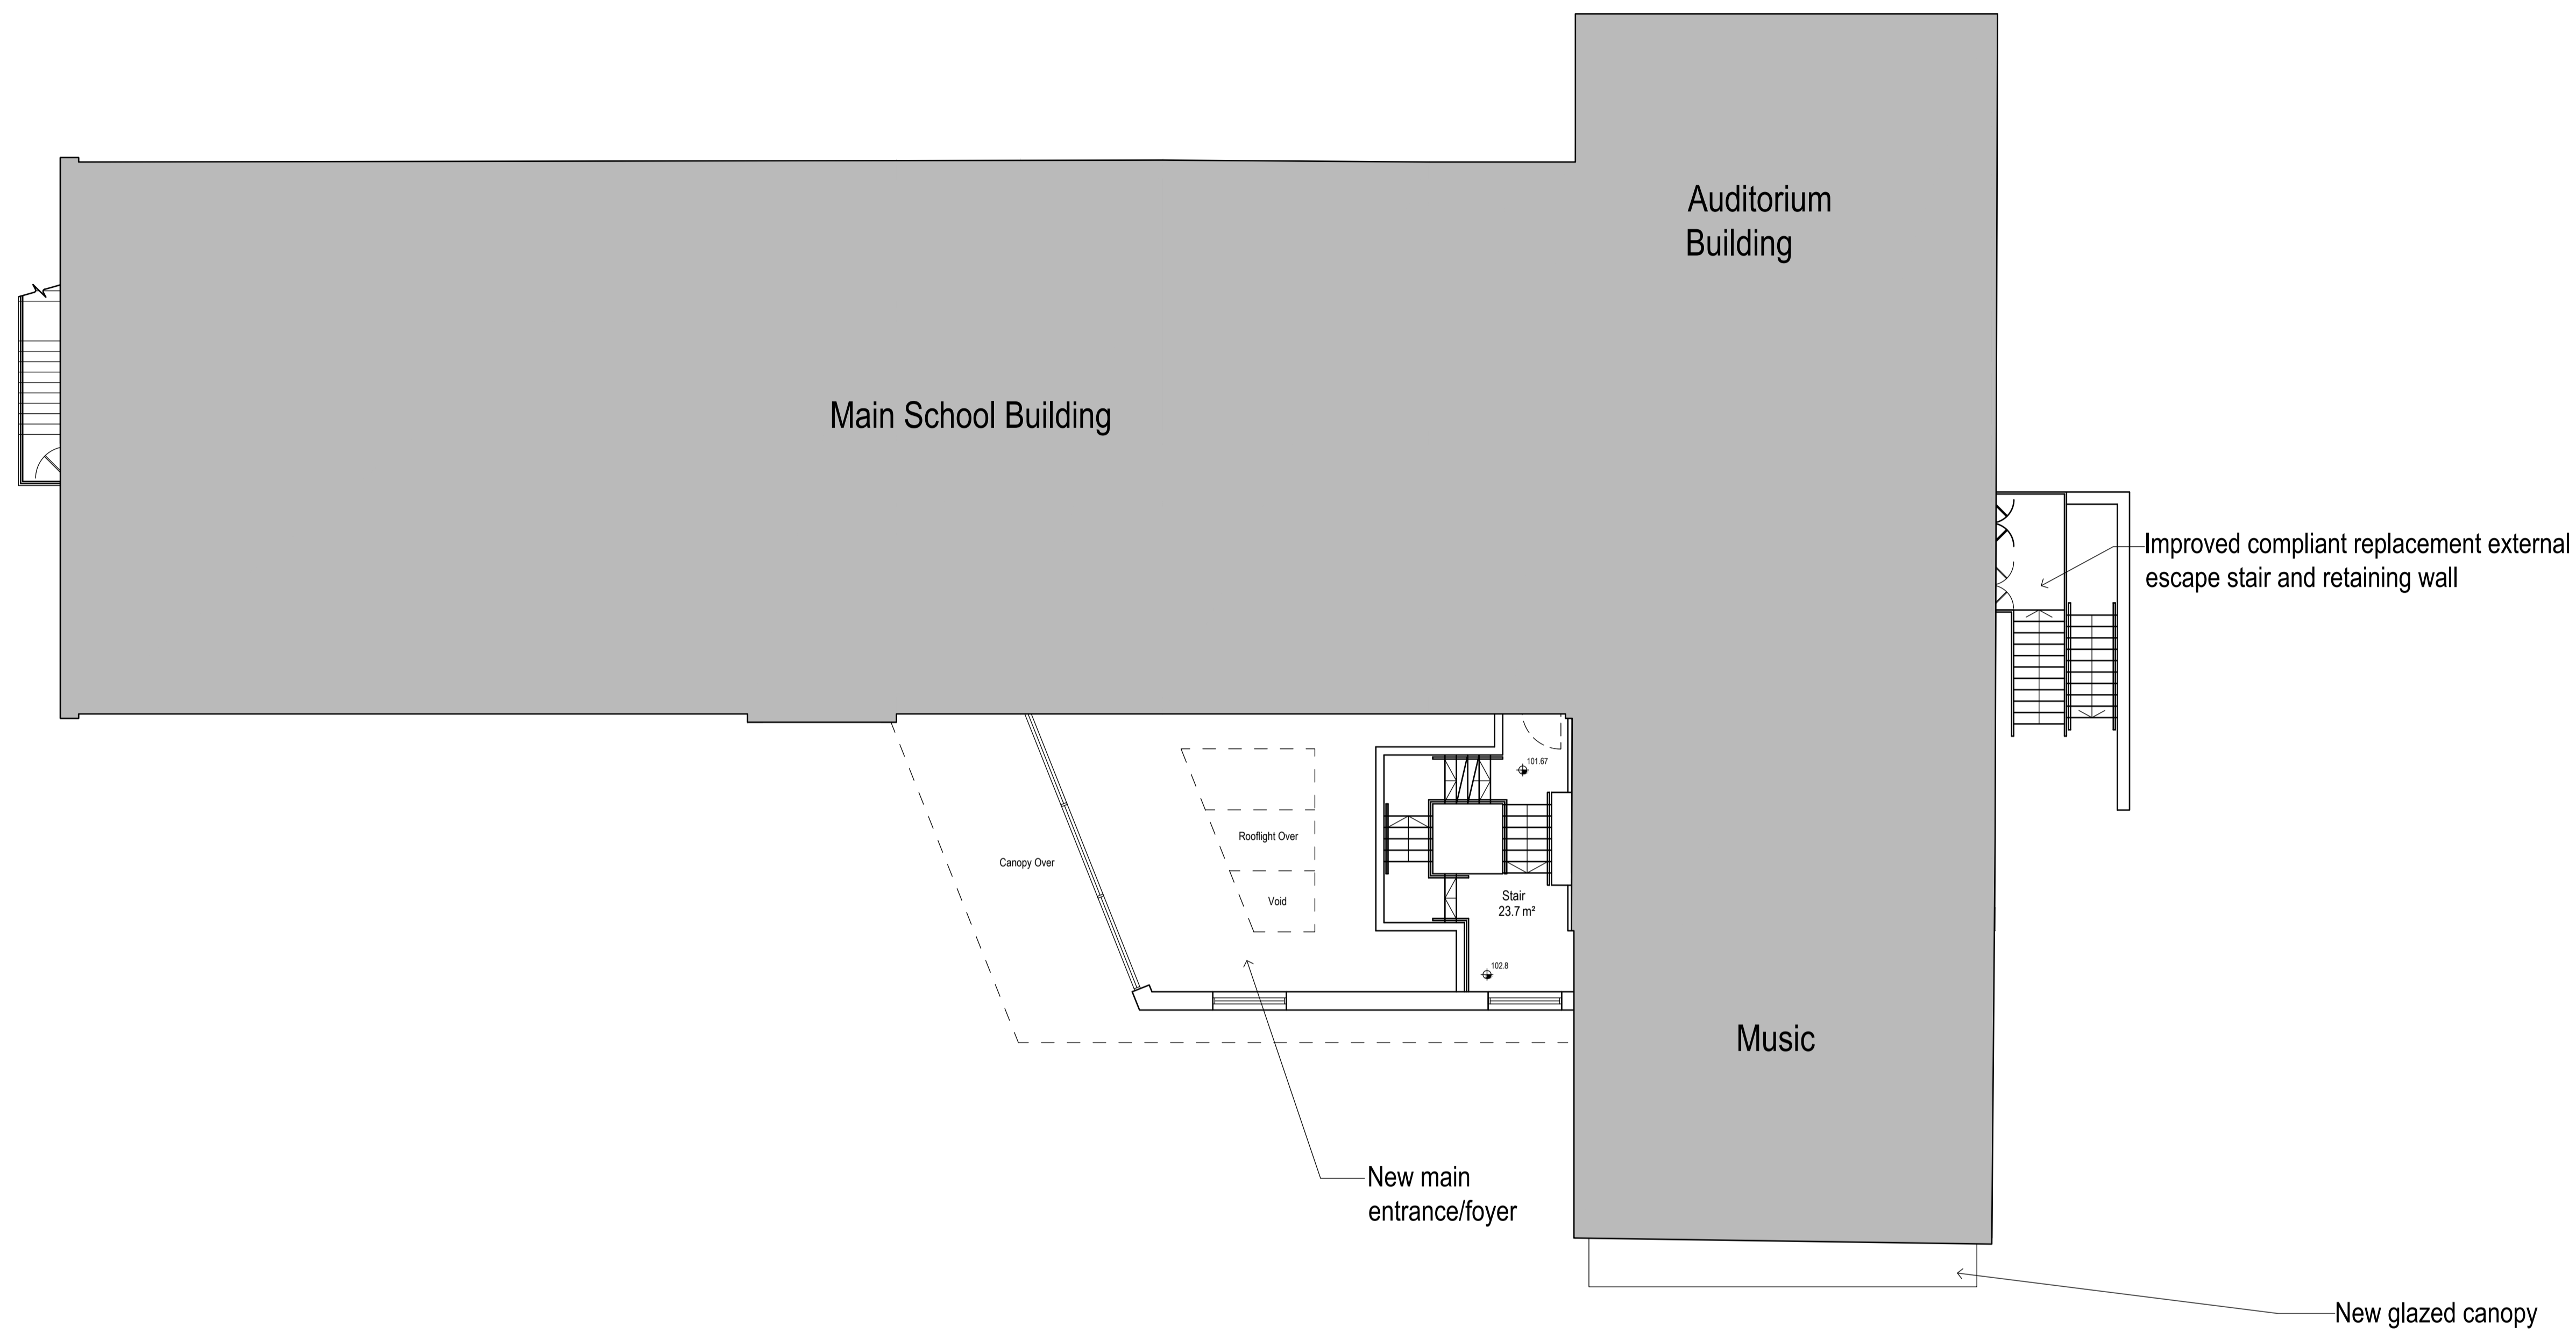 Auditorium
Building
Main School Building
Improved compliant replacement external
escape stair and retaining wall
101.67
Rooflight Over
Canopy Over
Void
Stair
23.7 m²
102.8
Music
New main
entrance/foyer
New glazed canopy